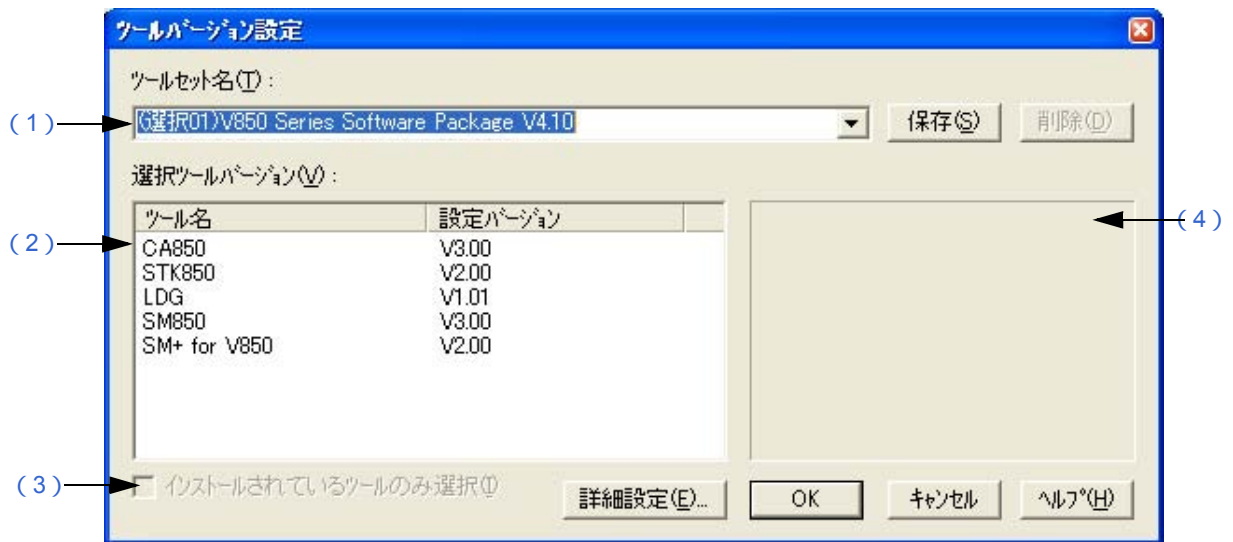 ツールバージョン設定
ツールセット名(T) :
(1)
(選択01)V850 Series Software Package V4.10
保存(S)
削除(D)
選択ツールバージョン(V) :
ツール名 設定バージョン
(2)
(4)
CA850 V3.00
STK850 V2.00
LDG V1.01
SM850 V3.00
SM+ for V850 V2.00
(3)
インストールされているツールのみ選択(I)
詳細設定(E)...
OK
キャンセル
ヘルプ(H)